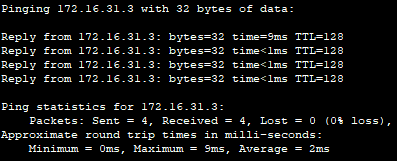 Pinging 172.16.31.3 with 32 bytes of data:
Reply from 172.16.31.3: bytes=32 time=9ms TTL=128
Reply from 172.16.31.3: bytes=32 time<1ms TTL=128
Reply from 172.16.31.3: bytes=32 time<1ms TTL=128
Reply from 172.16.31.3: bytes=32 time<1ms TTL=128
Ping statistics for 172.16.31.3:
Packets: Sent = 4, Received = 4, Lost = 0 (0% loss),
Approximate round trip times in milli-seconds:
Minimum = 0ms, Maximum = 9ms, Average = 2ms